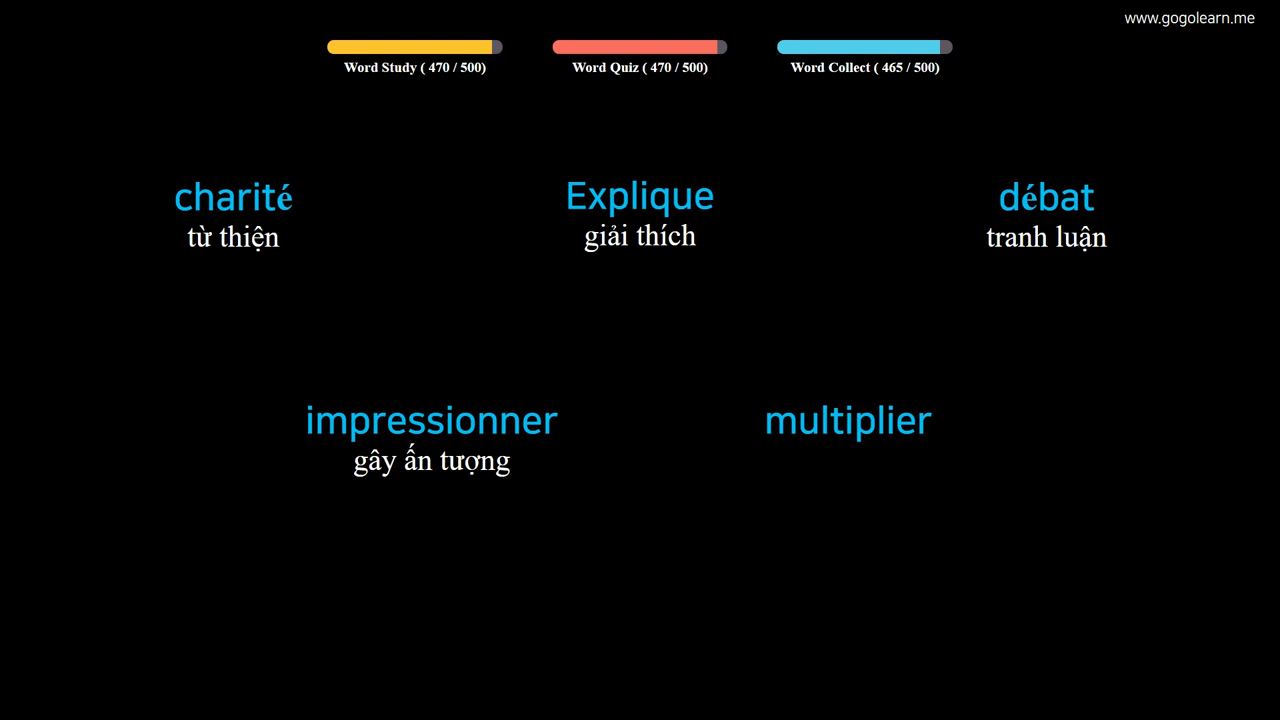 www.gogolearn.me
Word Study ( 470 / 500)
Word Quiz ( 470 / 500)
Word Collect ( 465 / 500)
charité
từ thiện
Explique
giải thích
débat
tranh luận
impressionner
gây ấn tượng
multiplier